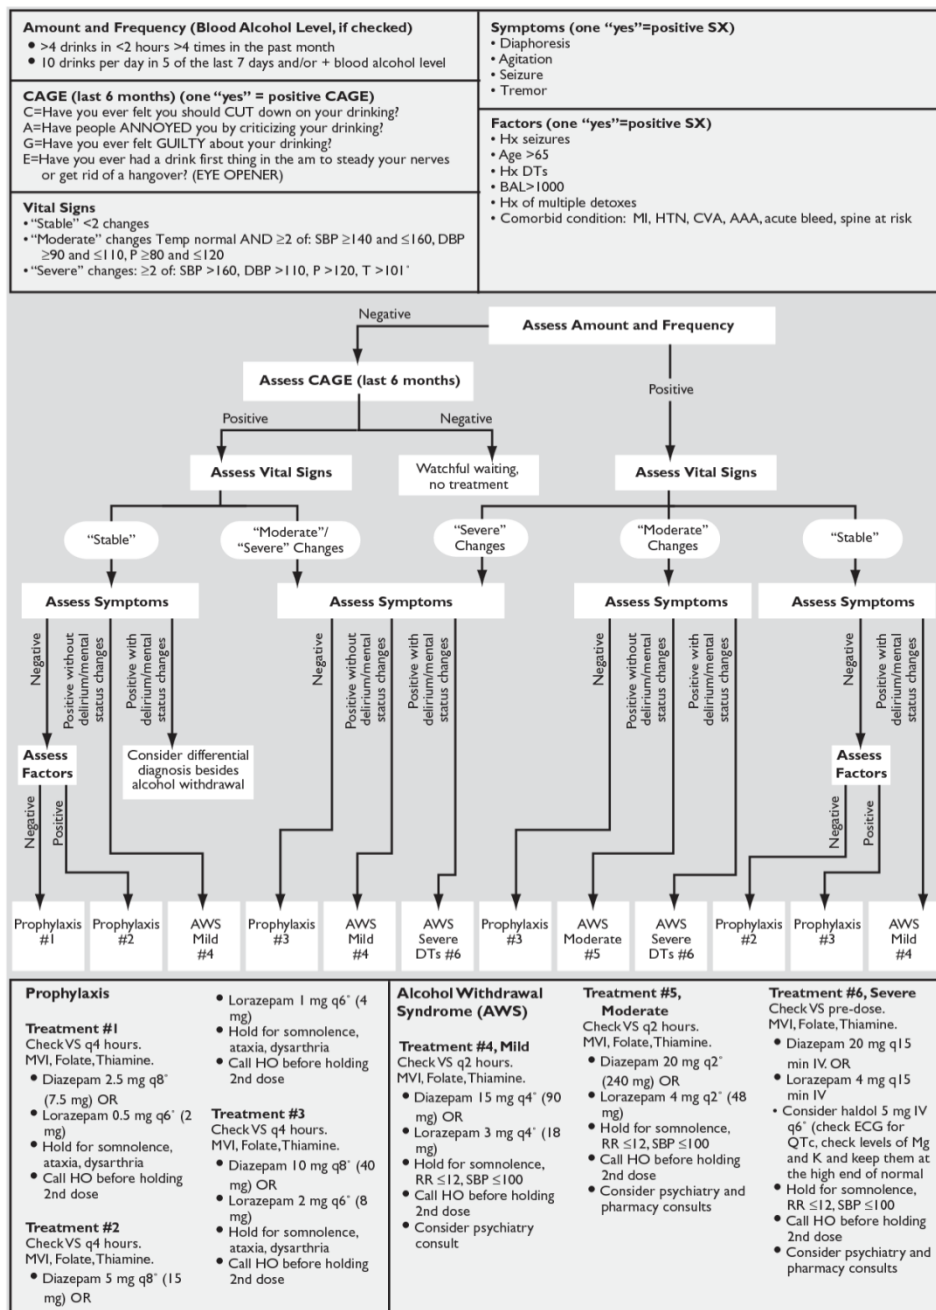 Amount and Frequency (Blood Alcohol Level, if checked)
• >4 drinks in <2 hours >4 times in the past month
• 10 drinks per day in 5 of the last 7 days and/or + blood alcohol level
CAGE (last 6 months) (one “yes” = positive CAGE)
C=Have you ever felt you should CUT down on your drinking?
A=Have people ANNOYED you by criticizing your drinking?
G=Have you ever felt GUILTY about your drinking?
E=Have you ever had a drink first thing in the am to steady your nerves
or get rid of a hangover? (EYE OPENER)
Vital Signs
• “Stable” <2 changes
• “Moderate” changes Temp normal AND ≥2 of: SBP ≥140 and ≤160, DBP
≥90 and ≤110, P ≥80 and ≤120
• “Severe” changes: ≥2 of: SBP >160, DBP >110, P >120, T >101˚
Symptoms (one “yes”=positive SX)
• Diaphoresis
• Agitation
• Seizure
• Tremor
Factors (one “yes”=positive SX)
• Hx seizures
• Age >65
• Hx DTs
• BAL>1000
• Hx of multiple detoxes
• Comorbid condition: MI, HTN, CVA, AAA, acute bleed, spine at risk
Negative
Assess Amount and Frequency
Assess CAGE (last 6 months)
Positive
Positive
Negative
Assess Vital Signs
Watchful waiting,
no treatment
Assess Vital Signs
“Stable”
“Moderate”/
“Severe” Changes
“Severe”
Changes
“Moderate”
Changes
“Stable”
Assess Symptoms
Assess Symptoms
Assess Symptoms
Assess Symptoms
Negative
Positive without
delirium/mental
status changes
Positive with
delirium/mental
status changes
Negative
Positive without
delirium/mental
status changes
Positive with
delirium/mental
status changes
Negative
Positive without
delirium/mental
status changes
Positive with
delirium/mental
status changes
Negative
Positive without
delirium/mental
status changes
Assess
Factors
Consider differential
diagnosis besides
alcohol withdrawal
Assess
Factors
Negative
Positive
Negative
Positive
Prophylaxis
#1
Prophylaxis
#2
AWS
Mild
#4
Prophylaxis
#3
AWS
Mild
#4
AWS
Severe
DTs #6
Prophylaxis
#3
AWS
Moderate
#5
AWS
Severe
DTs #6
Prophylaxis
#2
Prophylaxis
#3
AWS
Mild
#4
Prophylaxis
Treatment #1
Check VS q4 hours.
MVI, Folate, Thiamine.
• Diazepam 2.5 mg q8˚
(7.5 mg) OR
• Lorazepam 0.5 mg q6˚ (2
mg)
• Hold for somnolence,
ataxia, dysarthria
• Call HO before holding
2nd dose
Treatment #2
Check VS q4 hours.
MVI, Folate, Thiamine.
• Diazepam 5 mg q8˚ (15
mg) OR
• Lorazepam 1 mg q6˚ (4
mg)
• Hold for somnolence,
ataxia, dysarthria
• Call HO before holding
2nd dose
Treatment #3
Check VS q4 hours.
MVI, Folate, Thiamine.
• Diazepam 10 mg q8˚ (40
mg) OR
• Lorazepam 2 mg q6˚ (8
mg)
• Hold for somnolence,
ataxia, dysarthria
• Call HO before holding
2nd dose
Alcohol Withdrawal
Syndrome (AWS)
Treatment #4, Mild
Check VS q2 hours.
MVI, Folate, Thiamine.
• Diazepam 15 mg q4˚ (90
mg) OR
• Lorazepam 3 mg q4˚ (18
mg)
• Hold for somnolence,
RR ≤12, SBP ≤100
• Call HO before holding
2nd dose
• Consider psychiatry
consult
Treatment #5,
Moderate
Check VS q2 hours.
MVI, Folate, Thiamine.
• Diazepam 20 mg q2˚
(240 mg) OR
• Lorazepam 4 mg q2˚ (48
mg)
• Hold for somnolence,
RR ≤12, SBP ≤100
• Call HO before holding
2nd dose
• Consider psychiatry and
pharmacy consults
Treatment #6, Severe
Check VS pre-dose.
MVI, Folate, Thiamine.
• Diazepam 20 mg q15
min IV. OR
• Lorazepam 4 mg q15
min IV
• Consider haldol 5 mg IV
q6˚ (check ECG for
QTc, check levels of Mg
and K and keep them at
the high end of normal
• Hold for somnolence,
RR ≤12, SBP ≤100
• Call HO before holding
2nd dose
• Consider psychiatry and
pharmacy consults